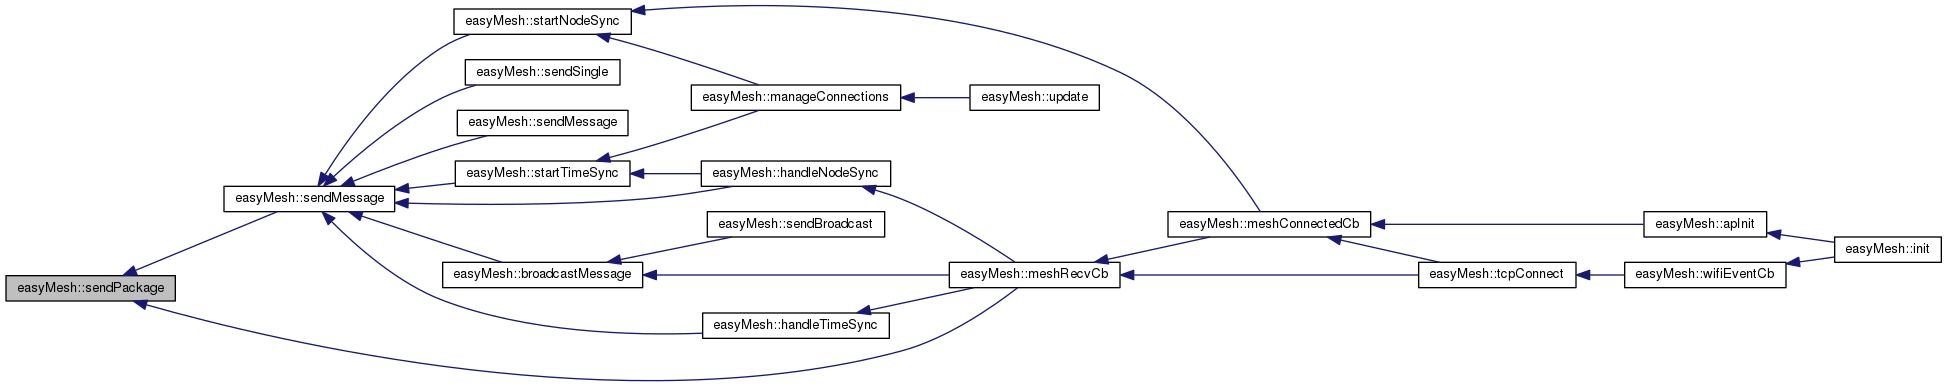 easyMesh::startNodeSync
easyMesh::sendSingle
easyMesh::manageConnections
easyMesh::update
easyMesh::sendMessage
easyMesh::startTimeSync
easyMesh::handleNodeSync
easyMesh::sendMessage
easyMesh::sendBroadcast
easyMesh::meshConnectedCb
easyMesh::apInit
easyMesh::init
easyMesh::broadcastMessage
easyMesh::meshRecvCb
easyMesh::tcpConnect
easyMesh::wifiEventCb
easyMesh::sendPackage
easyMesh::handleTimeSync